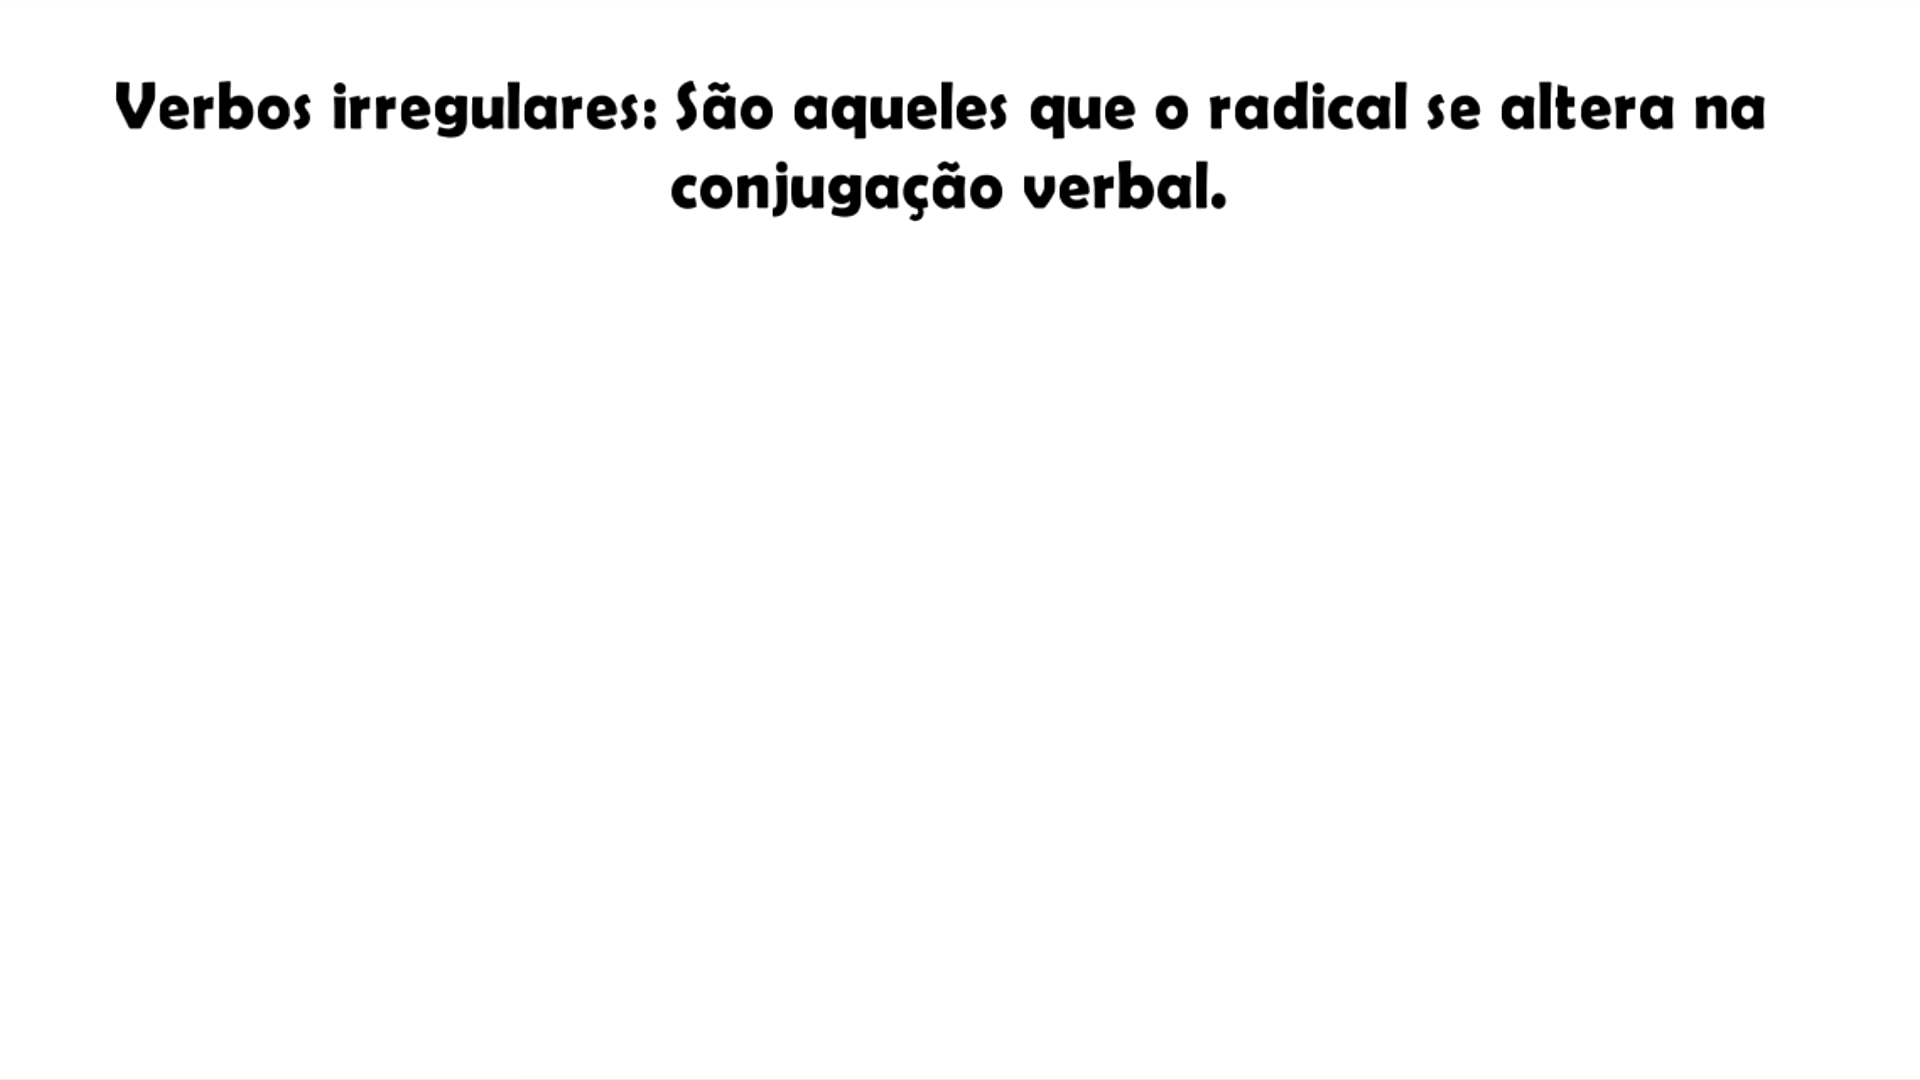 Verbos irregulares: São aqueles que o radical se altera na
conjugação verbal.